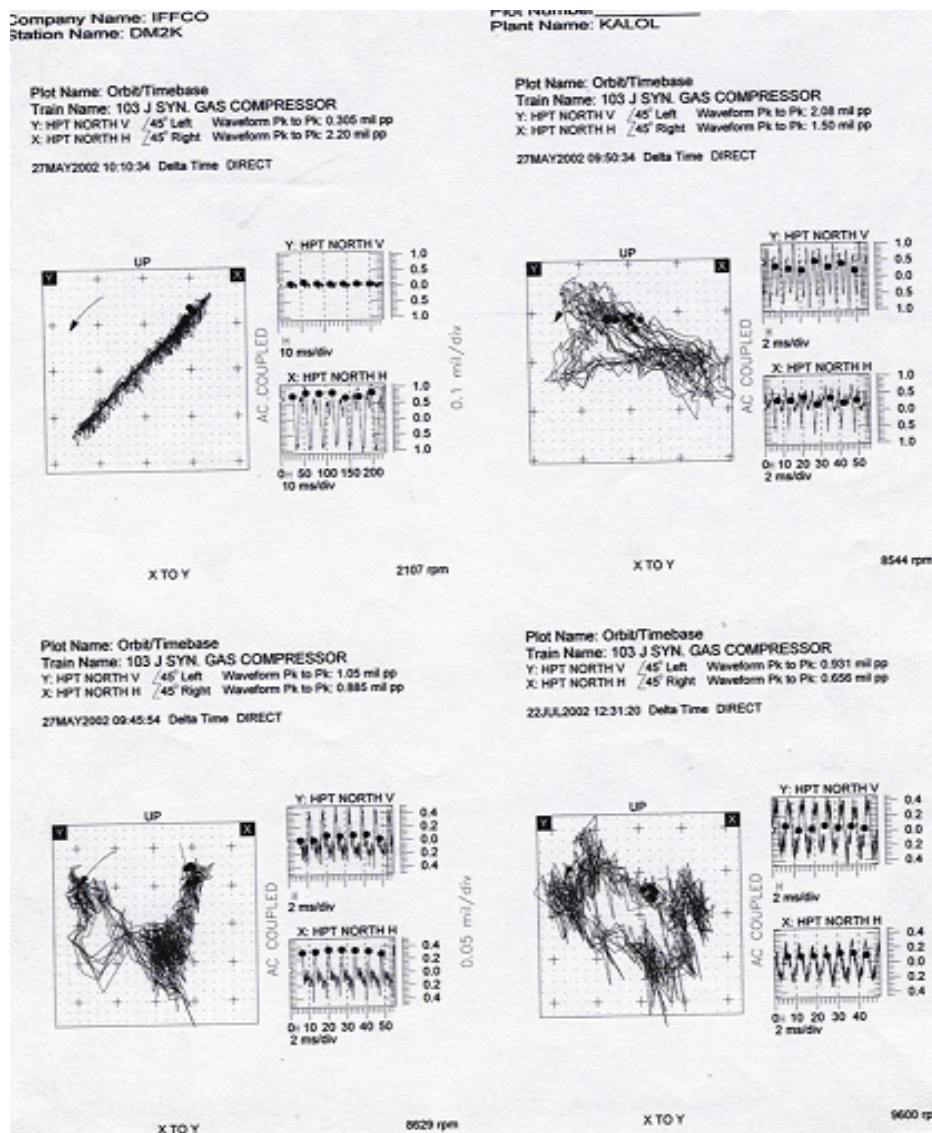 Company Name: IFFCO
Station Name: DM2K
Plot Number
Plant Name: KALOL
Plot Name: Orbit/Timebase
Train Name: 103 J SYN. GAS COMPRESSOR
Y: HPT NORTH V ∠45° Left Waveform Pk to Pk: 0.305 mil pp
X: HPT NORTH H ∠45° Right Waveform Pk to Pk: 2.20 mil pp
27MAY2002 10:10:34 Delta Time DIRECT
UP
Y
X
AC COUPLED
Y: HPT NORTH V
1.0
0.5
0.0
0.5
1.0
10 ms/div
X: HPT NORTH H
1.0
0.5
0.0
0.5
1.0
0 50 100 150 200
10 ms/div
0.1 mil/div
X TO Y
2107 rpm
Plot Name: Orbit/Timebase
Train Name: 103 J SYN. GAS COMPRESSOR
Y: HPT NORTH V ∠45° Left Waveform Pk to Pk: 2.08 mil pp
X: HPT NORTH H ∠45° Right Waveform Pk to Pk: 1.50 mil pp
27MAY2002 09:50:34 Delta Time DIRECT
UP
Y
X
AC COUPLED
Y: HPT NORTH V
1.0
0.5
0.0
0.5
1.0
2 ms/div
X: HPT NORTH H
1.0
0.5
0.0
0.5
1.0
0 10 20 30 40 50
2 ms/div
X TO Y
8544 rpm
Plot Name: Orbit/Timebase
Train Name: 103 J SYN. GAS COMPRESSOR
Y: HPT NORTH V ∠45° Left Waveform Pk to Pk: 1.05 mil pp
X: HPT NORTH H ∠45° Right Waveform Pk to Pk: 0.885 mil pp
27MAY2002 09:45:54 Delta Time DIRECT
UP
Y
X
AC COUPLED
Y: HPT NORTH V
0.4
0.2
0.0
0.2
0.4
2 ms/div
X: HPT NORTH H
0.4
0.2
0.0
0.2
0.4
0 10 20 30 40 50
2 ms/div
0.05 mil/div
X TO Y
8629 rpm
Plot Name: Orbit/Timebase
Train Name: 103 J SYN. GAS COMPRESSOR
Y: HPT NORTH V ∠45° Left Waveform Pk to Pk: 0.931 mil pp
X: HPT NORTH H ∠45° Right Waveform Pk to Pk: 0.656 mil pp
22JUL2002 12:31:20 Delta Time DIRECT
UP
Y
X
AC COUPLED
Y: HPT NORTH V
0.4
0.2
0.0
0.2
0.4
2 ms/div
X: HPT NORTH H
0.4
0.2
0.0
0.2
0.4
0 10 20 30 40
2 ms/div
X TO Y
9600 rp